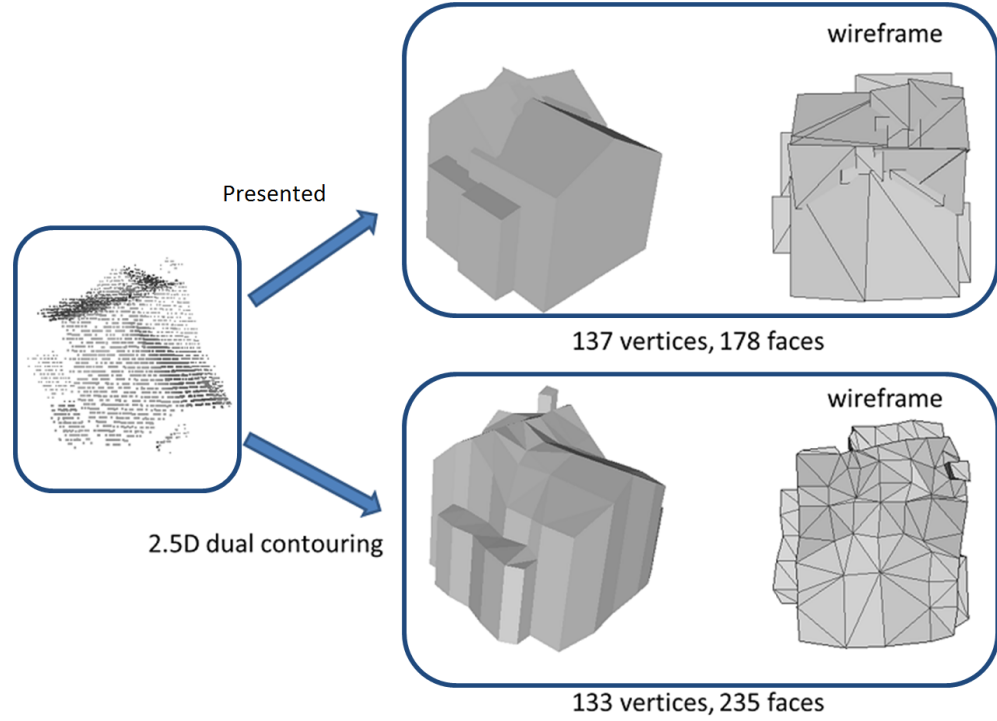 wireframe
Presented
137 vertices, 178 faces
wireframe
2.5D dual contouring
133 vertices, 235 faces